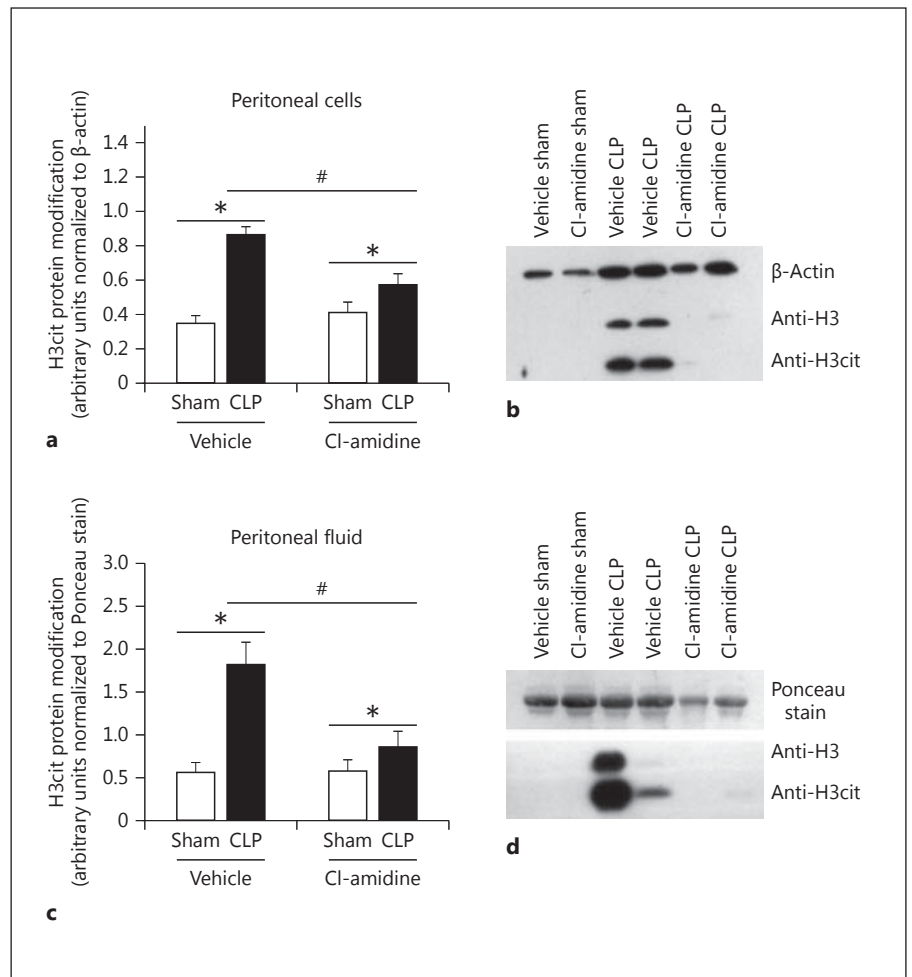 Peritoneal cells
H3cit protein modification
(arbitrary units normalized to β-actin)
1.4
1.2
1.0
0.8
0.6
0.4
0.2
0
#
*
*
Sham CLP
Sham CLP
Vehicle
Cl-amidine
a
Vehicle sham
Cl-amidine sham
Vehicle CLP
Vehicle CLP
Cl-amidine CLP
Cl-amidine CLP
β-Actin
Anti-H3
Anti-H3cit
b
Peritoneal fluid
H3cit protein modification
(arbitrary units normalized to Ponceau stain)
3.0
2.5
2.0
1.5
1.0
0.5
0
#
*
*
Sham CLP
Sham CLP
Vehicle
Cl-amidine
c
Vehicle sham
Cl-amidine sham
Vehicle CLP
Vehicle CLP
Cl-amidine CLP
Cl-amidine CLP
Ponceau
stain
Anti-H3
Anti-H3cit
d